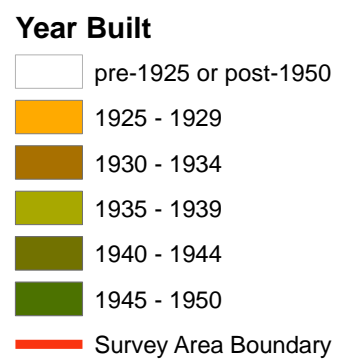 Year Built
pre-1925 or post-1950
1925 - 1929
1930 - 1934
1935 - 1939
1940 - 1944
1945 - 1950
Survey Area Boundary